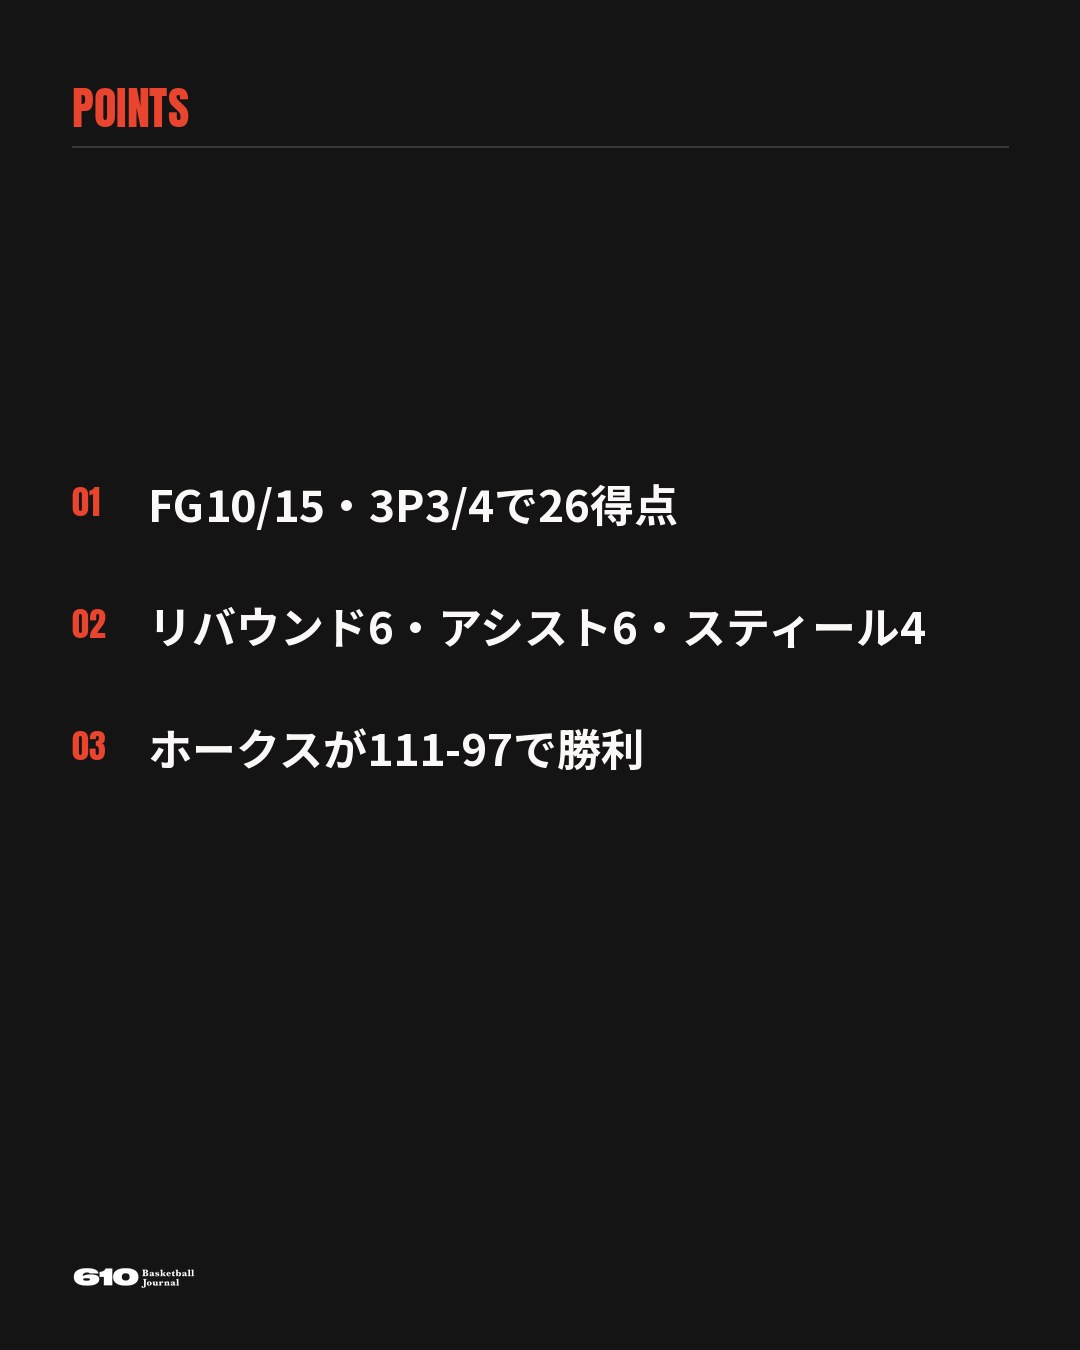 POINTS
01 FG10/15・3P3/4で26得点
02 リバウンド6・アシスト6・スティール4
03 ホークスが111-97で勝利
610 Basketball
Journal